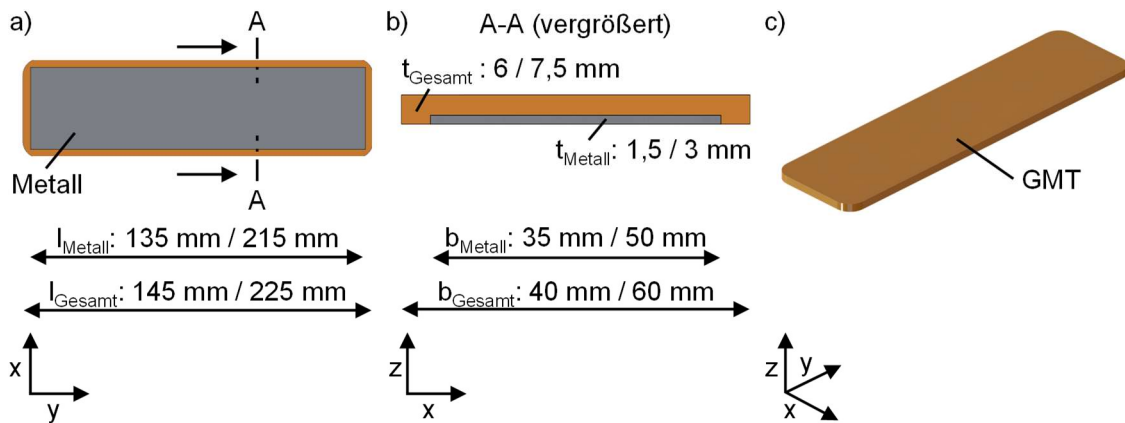 a)
A
Metall
A
l_Metall: 135 mm / 215 mm
l_Gesamt: 145 mm / 225 mm
x
y
b)
A-A (vergrößert)
t_Gesamt : 6 / 7,5 mm
t_Metall: 1,5 / 3 mm
b_Metall: 35 mm / 50 mm
b_Gesamt: 40 mm / 60 mm
z
x
c)
GMT
z
y
x